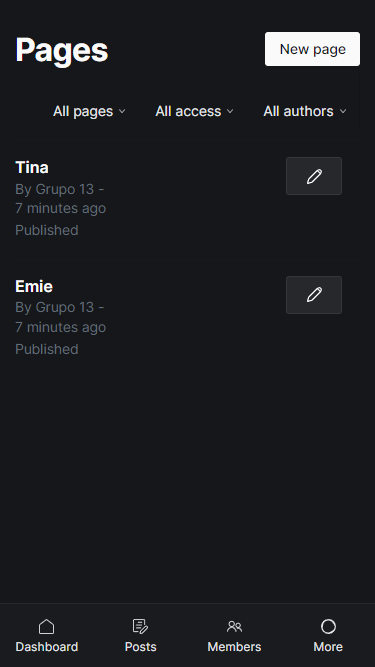 Pages
New page
All pages
All access
All authors
Tina
By Grupo 13 -
7 minutes ago
Published
Emie
By Grupo 13 -
7 minutes ago
Published
Dashboard
Posts
Members
More